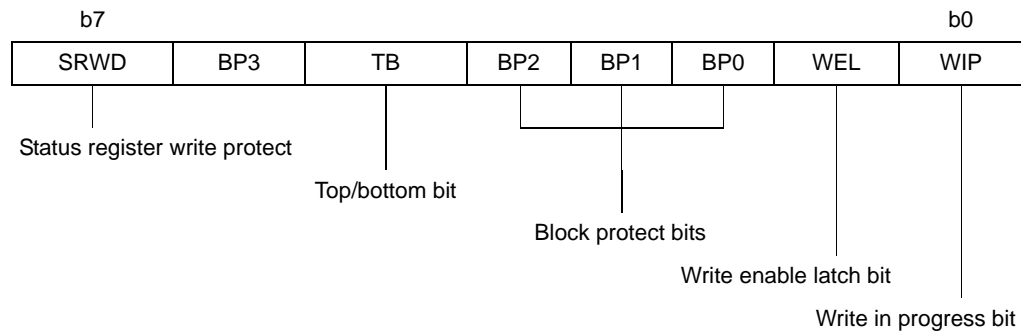 b7 b0
SRWD BP3 TB BP2 BP1 BP0 WEL WIP
Status register write protect
Top/bottom bit
Block protect bits
Write enable latch bit
Write in progress bit